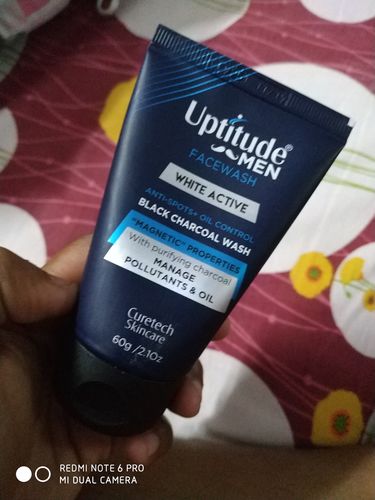 Uptitude®
MEN
FACEWASH
WHITE ACTIVE
ANTI-SPOTS+ OIL CONTROL
BLACK CHARCOAL WASH
"MAGNETIC" PROPERTIES
With purifying charcoal
MANAGE
POLLUTANTS & OIL
Curetech
Skincare
60g/2.1Oz
REDMI NOTE 6 PRO
MI DUAL CAMERA